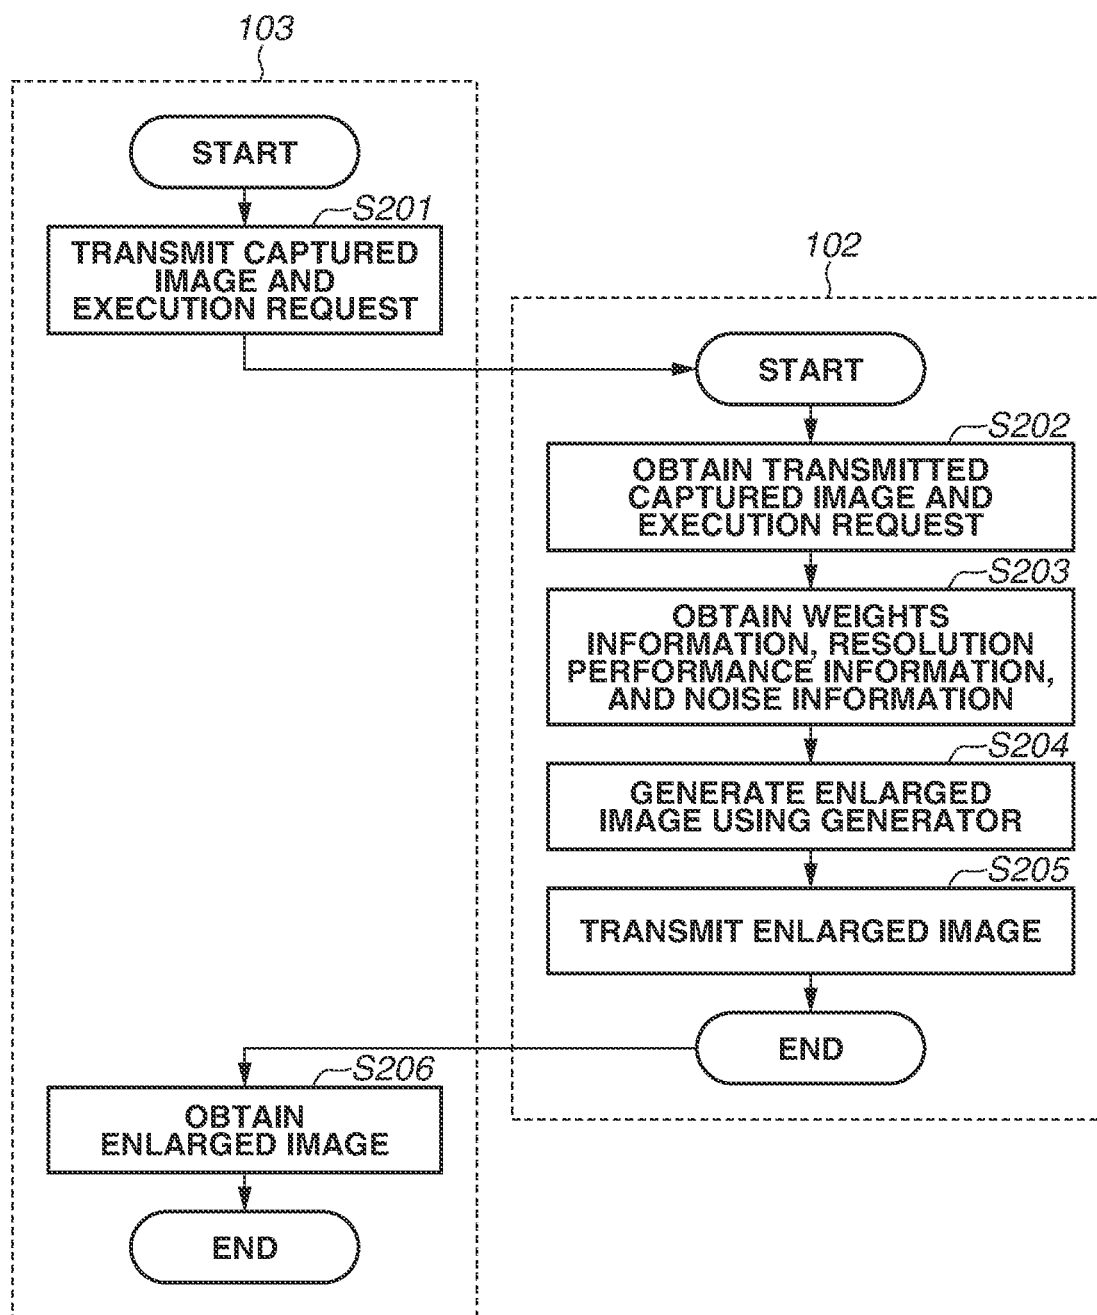 103
START
S201
TRANSMIT CAPTURED
IMAGE AND
EXECUTION REQUEST
102
START
S202
OBTAIN TRANSMITTED
CAPTURED IMAGE AND
EXECUTION REQUEST
S203
OBTAIN WEIGHTS
INFORMATION, RESOLUTION
PERFORMANCE INFORMATION,
AND NOISE INFORMATION
S204
GENERATE ENLARGED
IMAGE USING GENERATOR
S205
TRANSMIT ENLARGED IMAGE
END
S206
OBTAIN
ENLARGED IMAGE
END